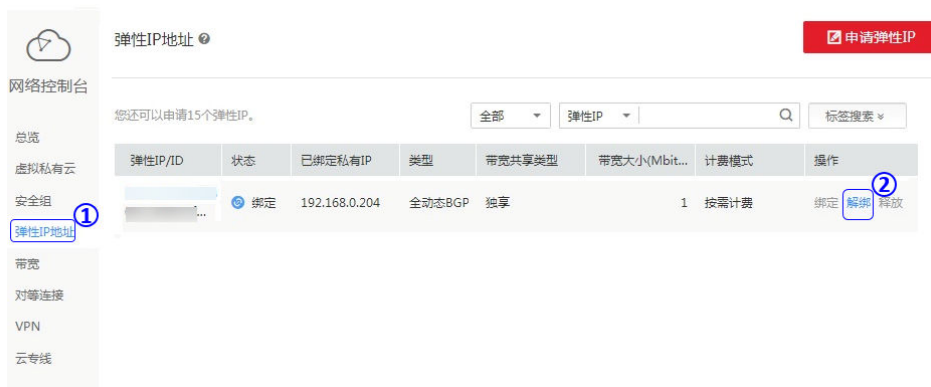 弹性IP地址
申请弹性IP
网络控制台
您还可以申请15个弹性IP。
全部
弹性IP
标签搜索
总览
虚拟私有云
安全组
①
弹性IP地址
带宽
对等连接
VPN
云专线
弹性IP/ID 状态 已绑定私有IP 类型 带宽共享类型 带宽大小(Mbit... 计费模式 操作
②
... 绑定 192.168.0.204 全动态BGP 独享 1 按需计费 绑定 解绑 释放